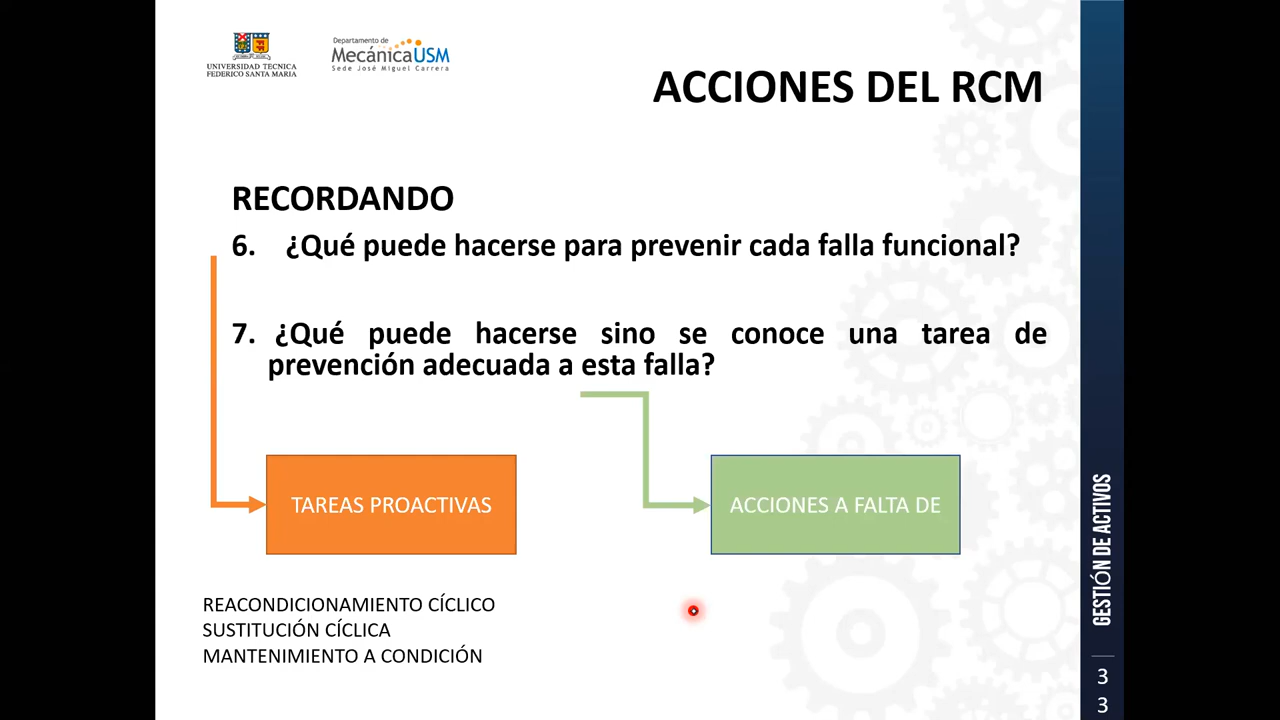 UNIVERSIDAD TECNICA
FEDERICO SANTA MARIA
Departamento de
MecánicaUSM
Sede José Miguel Carrera
ACCIONES DEL RCM
RECORDANDO
6. ¿Qué puede hacerse para prevenir cada falla funcional?
7. ¿Qué puede hacerse sino se conoce una tarea de
prevención adecuada a esta falla?
TAREAS PROACTIVAS
ACCIONES A FALTA DE
REACONDICIONAMIENTO CÍCLICO
SUSTITUCIÓN CÍCLICA
MANTENIMIENTO A CONDICIÓN
GESTIÓN DE ACTIVOS
3
3